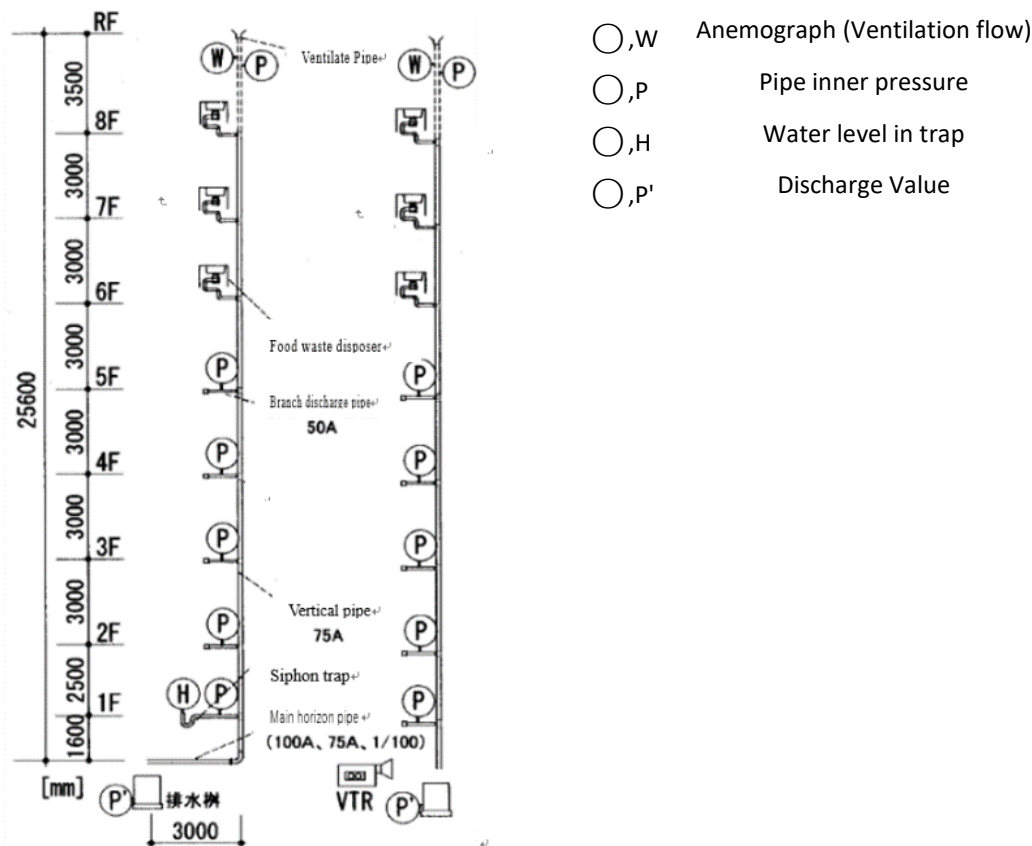 RF
3500
8F
3000
7F
3000
6F
3000
5F
3000
4F
3000
3F
3000
2F
2500
1F
1600
25600
[mm]
W
P
Ventilate Pipe↵
Food waste disposer↵
P
Branch discharge pipe↵
50A
P
P
Vertical pipe↵
75A
P
Siphon trap↵
H
P
Main horizon pipe↵
(100A、75A、1/100)
P'
排水桝
3000
W
P
P
P
P
P
P
VTR
P'
◯,W Anemograph (Ventilation flow)
◯,P Pipe inner pressure
◯,H Water level in trap
◯,P' Discharge Value